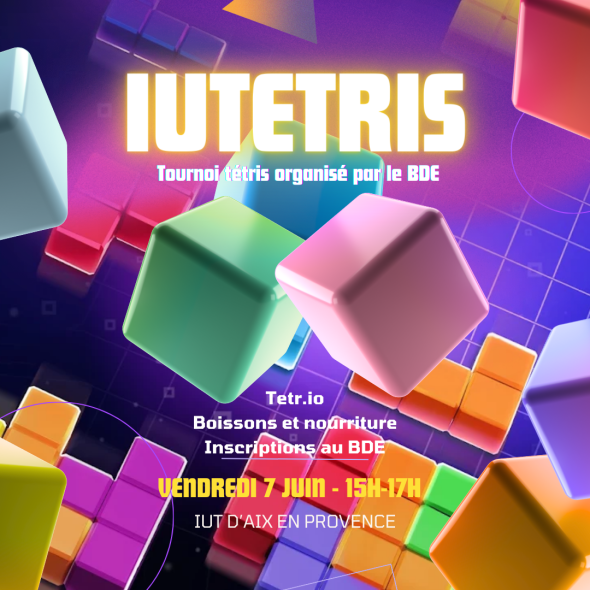 IUTETRIS
Tournoi tétris organisé par le BDE
Tetr.io
Boissons et nourriture
Inscriptions au BDE
VENDREDI 7 JUIN - 15H-17H
IUT D'AIX EN PROVENCE